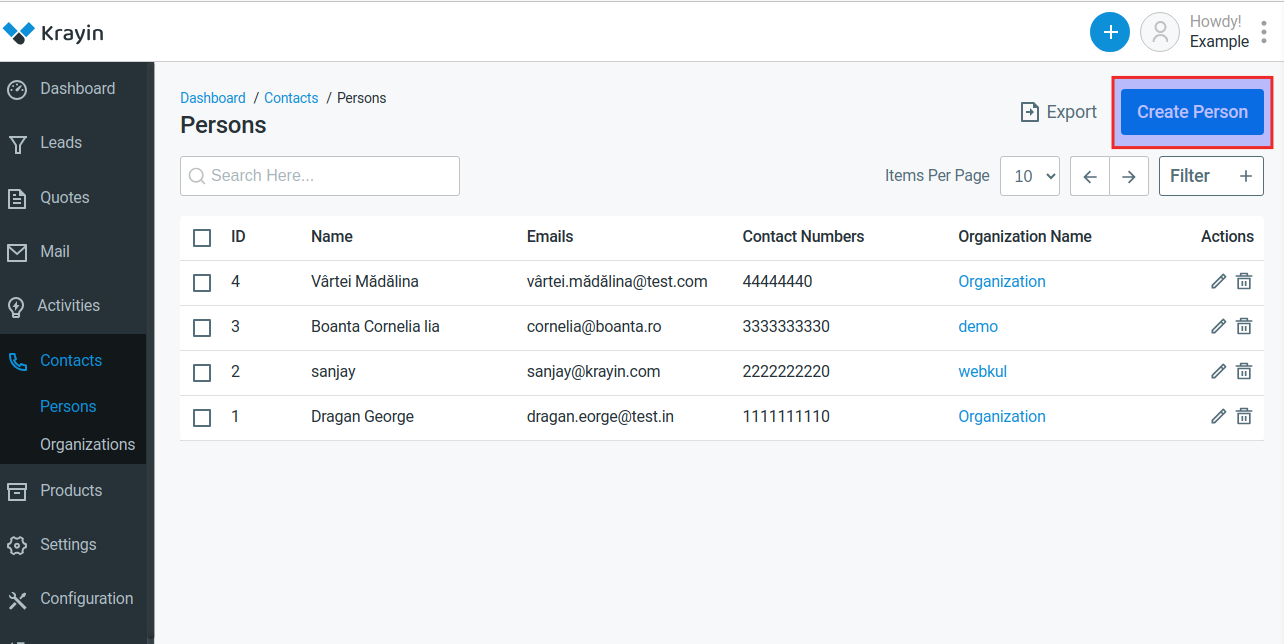 Krayin
Howdy!
Example
Dashboard
Leads
Quotes
Mail
Activities
Contacts
Persons
Organizations
Products
Settings
Configuration
Dashboard / Contacts / Persons
Persons
Export
Create Person
Search Here...
Items Per Page 10
Filter +
ID Name Emails Contact Numbers Organization Name Actions
4 Vârtei Mădălina vârtei.mădălina@test.com 44444440 Organization
3 Boanta Cornelia lia cornelia@boanta.ro 3333333330 demo
2 sanjay sanjay@krayin.com 2222222220 webkul
1 Dragan George dragan.eorge@test.in 1111111110 Organization